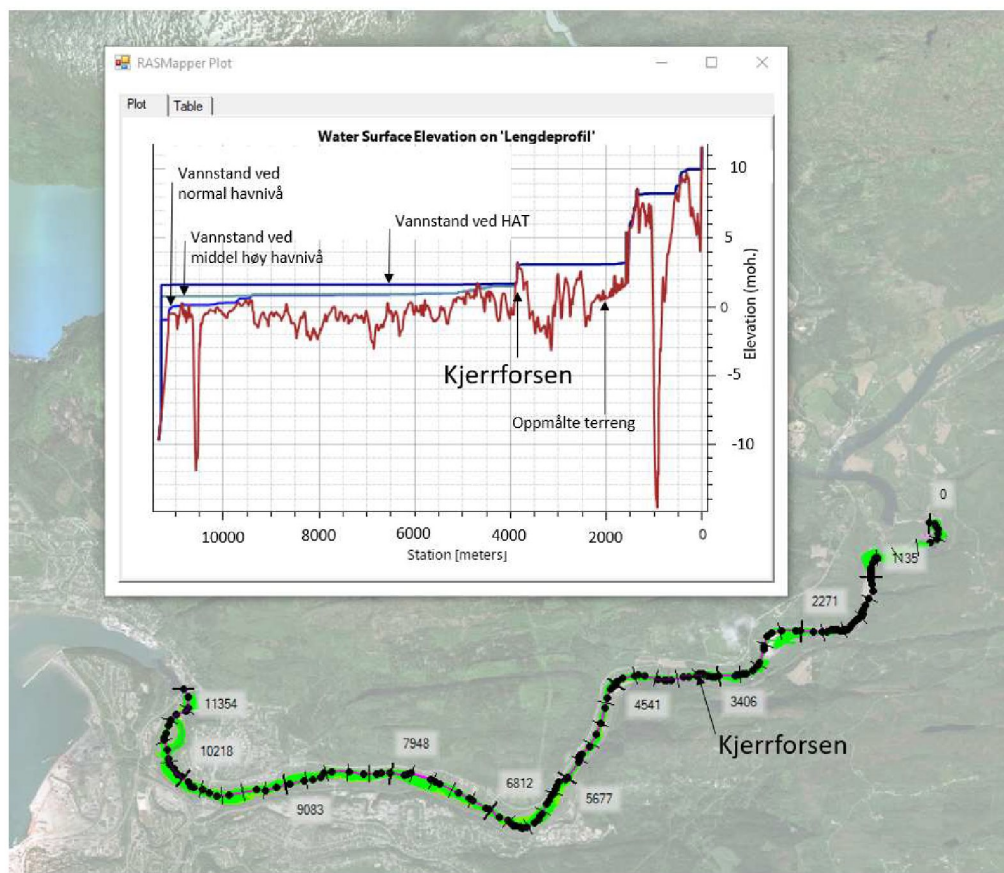 RASMapper Plot
Plot
Table
Water Surface Elevation on 'Lengdeprofil'
Vannstand ved
normal havnivå
Vannstand ved
middel høy havnivå
Vannstand ved HAT
Kjerrforsen
Oppmålte terreng
10
5
0
-5
-10
Elevation (moh.)
10000
8000
6000
4000
2000
0
Station [meters]
0
1135
2271
3406
4541
Kjerrforsen
5677
6812
7948
9083
10218
11354